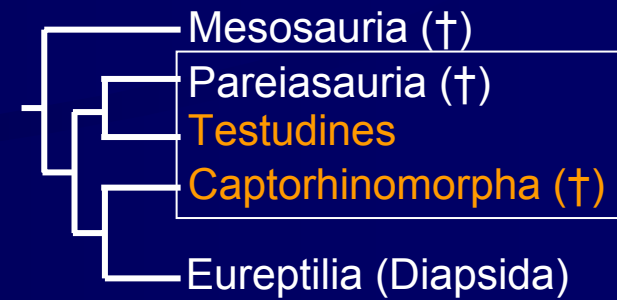 Mesosauria (†)
Pareiasauria (†)
Testudines
Captorhinomorpha (†)
Eureptilia (Diapsida)